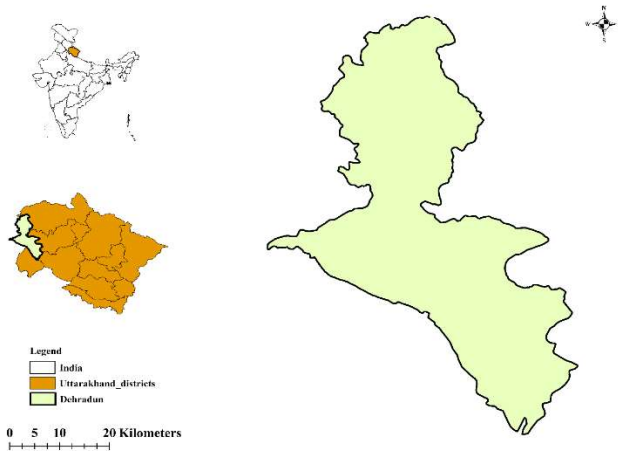 N
W E
S
Legend
India
Uttarakhand_districts
Dehradun
0 5 10 20 Kilometers